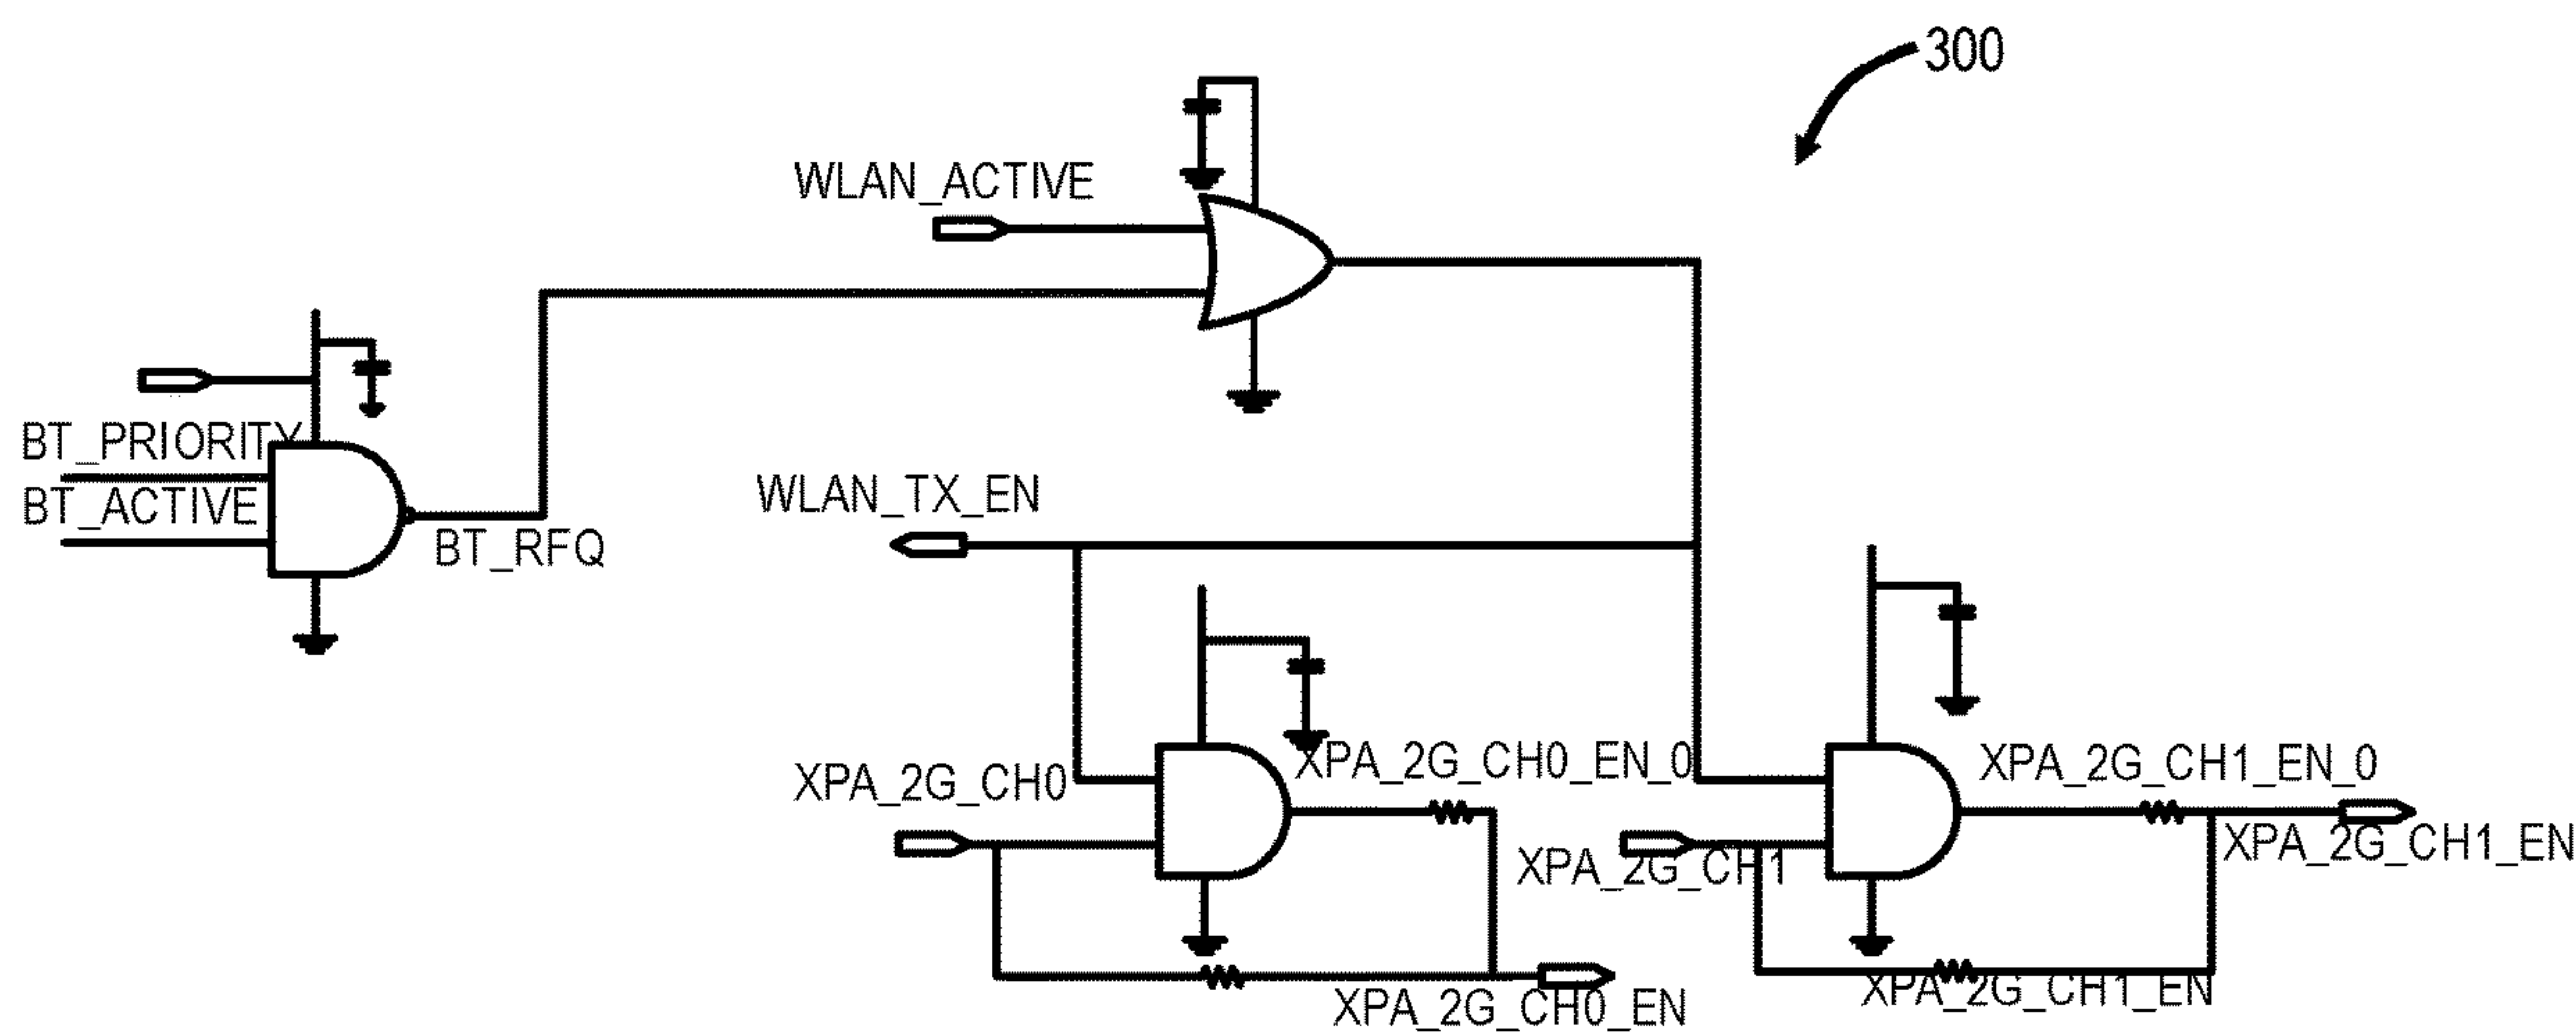 300
WLAN_ACTIVE
BT_PRIORITY
BT_ACTIVE
BT_RFQ
WLAN_TX_EN
XPA_2G_CH0
XPA_2G_CH0_EN_0
XPA_2G_CH0_EN
XPA_2G_CH1
XPA_2G_CH1_EN_0
XPA_2G_CH1_EN
XPA_2G_CH1_EN